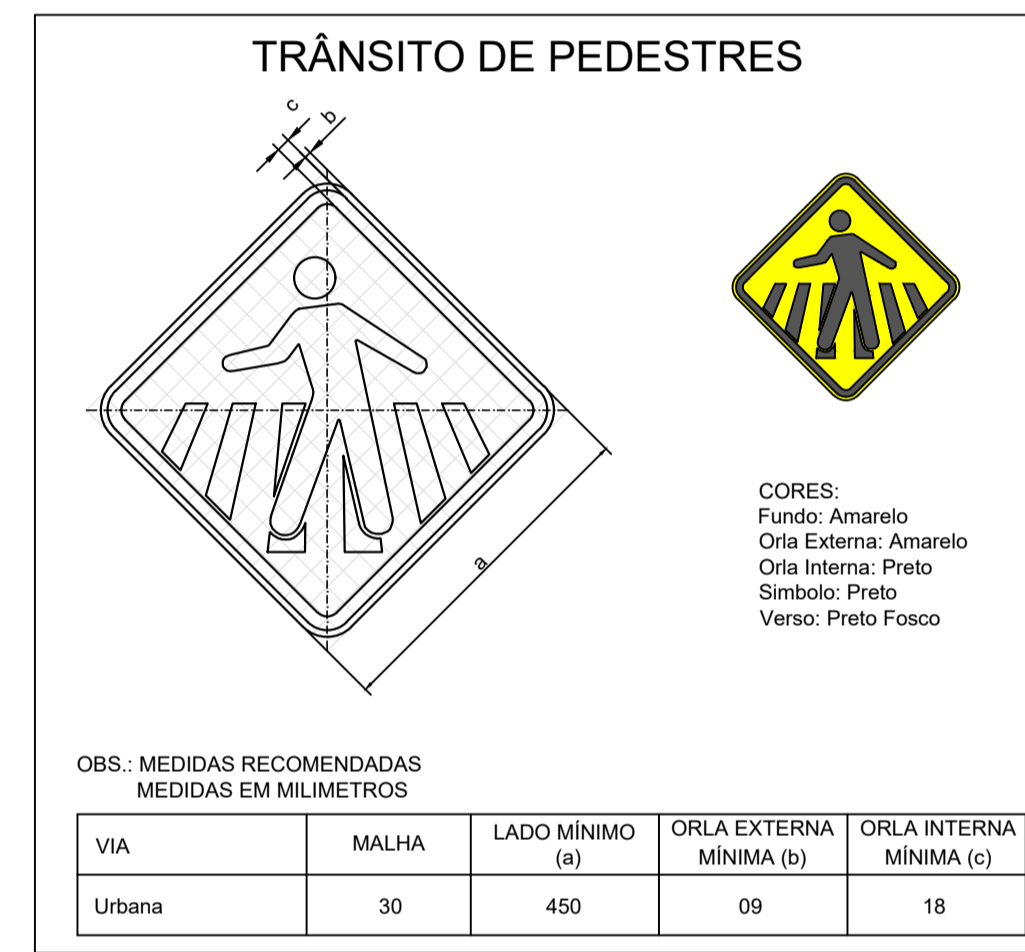 TRÂNSITO DE PEDESTRES
c
b
a
CORES:
Fundo: Amarelo
Orla Externa: Amarelo
Orla Interna: Preto
Simbolo: Preto
Verso: Preto Fosco
OBS.: MEDIDAS RECOMENDADAS
MEDIDAS EM MILIMETROS
VIA MALHA LADO MÍNIMO (a) ORLA EXTERNA MÍNIMA (b) ORLA INTERNA MÍNIMA (c)
Urbana 30 450 09 18